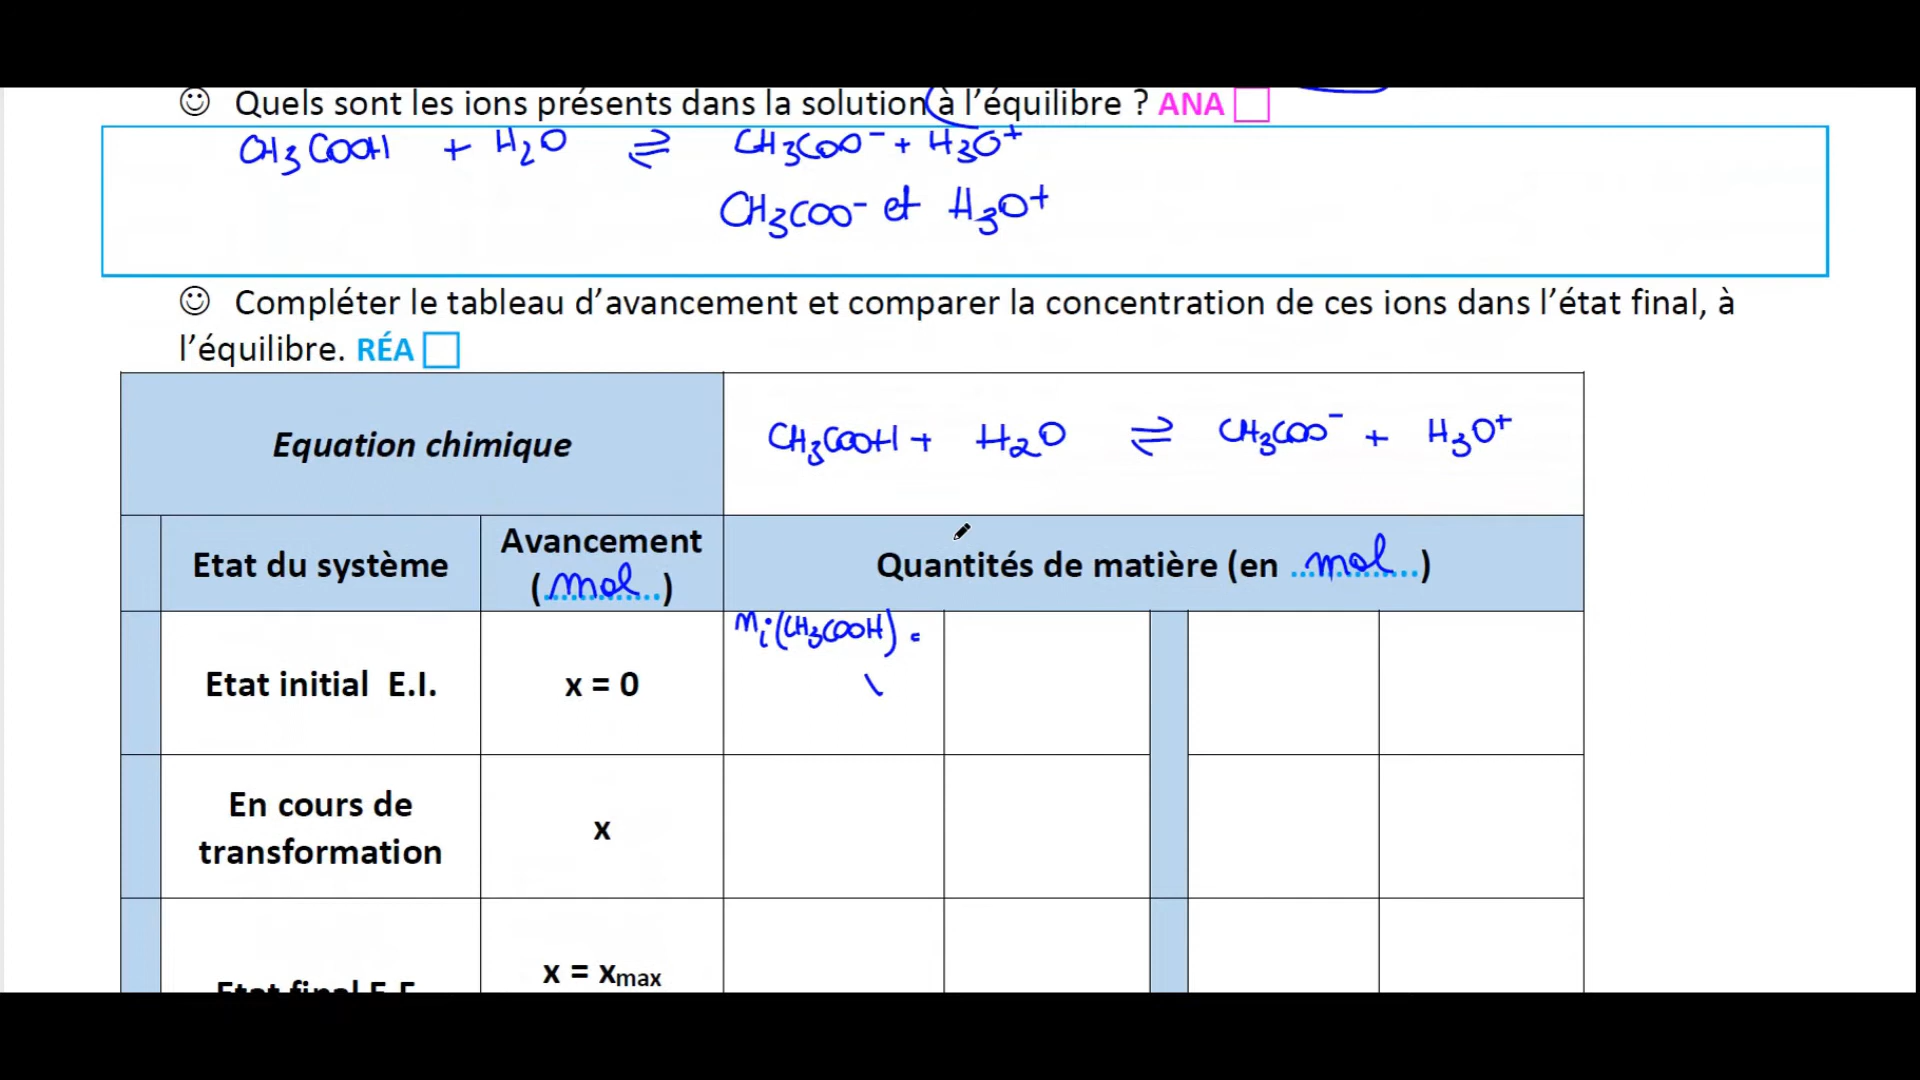 ☺ Quels sont les ions présents dans la solution à l’équilibre ? ANA □
CH₃COOH + H₂O ⇌ CH₃COO⁻ + H₃O⁺
CH₃COO⁻ et H₃O⁺
☺ Compléter le tableau d’avancement et comparer la concentration de ces ions dans l’état final, à
l’équilibre. RÉA □
Equation chimique
CH₃COOH + H₂O ⇌ CH₃COO⁻ + H₃O⁺
Etat du système
Avancement
(mol)
Quantités de matière (en mol)
Etat initial E.I.
x = 0
nᵢ(CH₃COOH) =
En cours de
transformation
x
Etat final E.F.
x = xmax